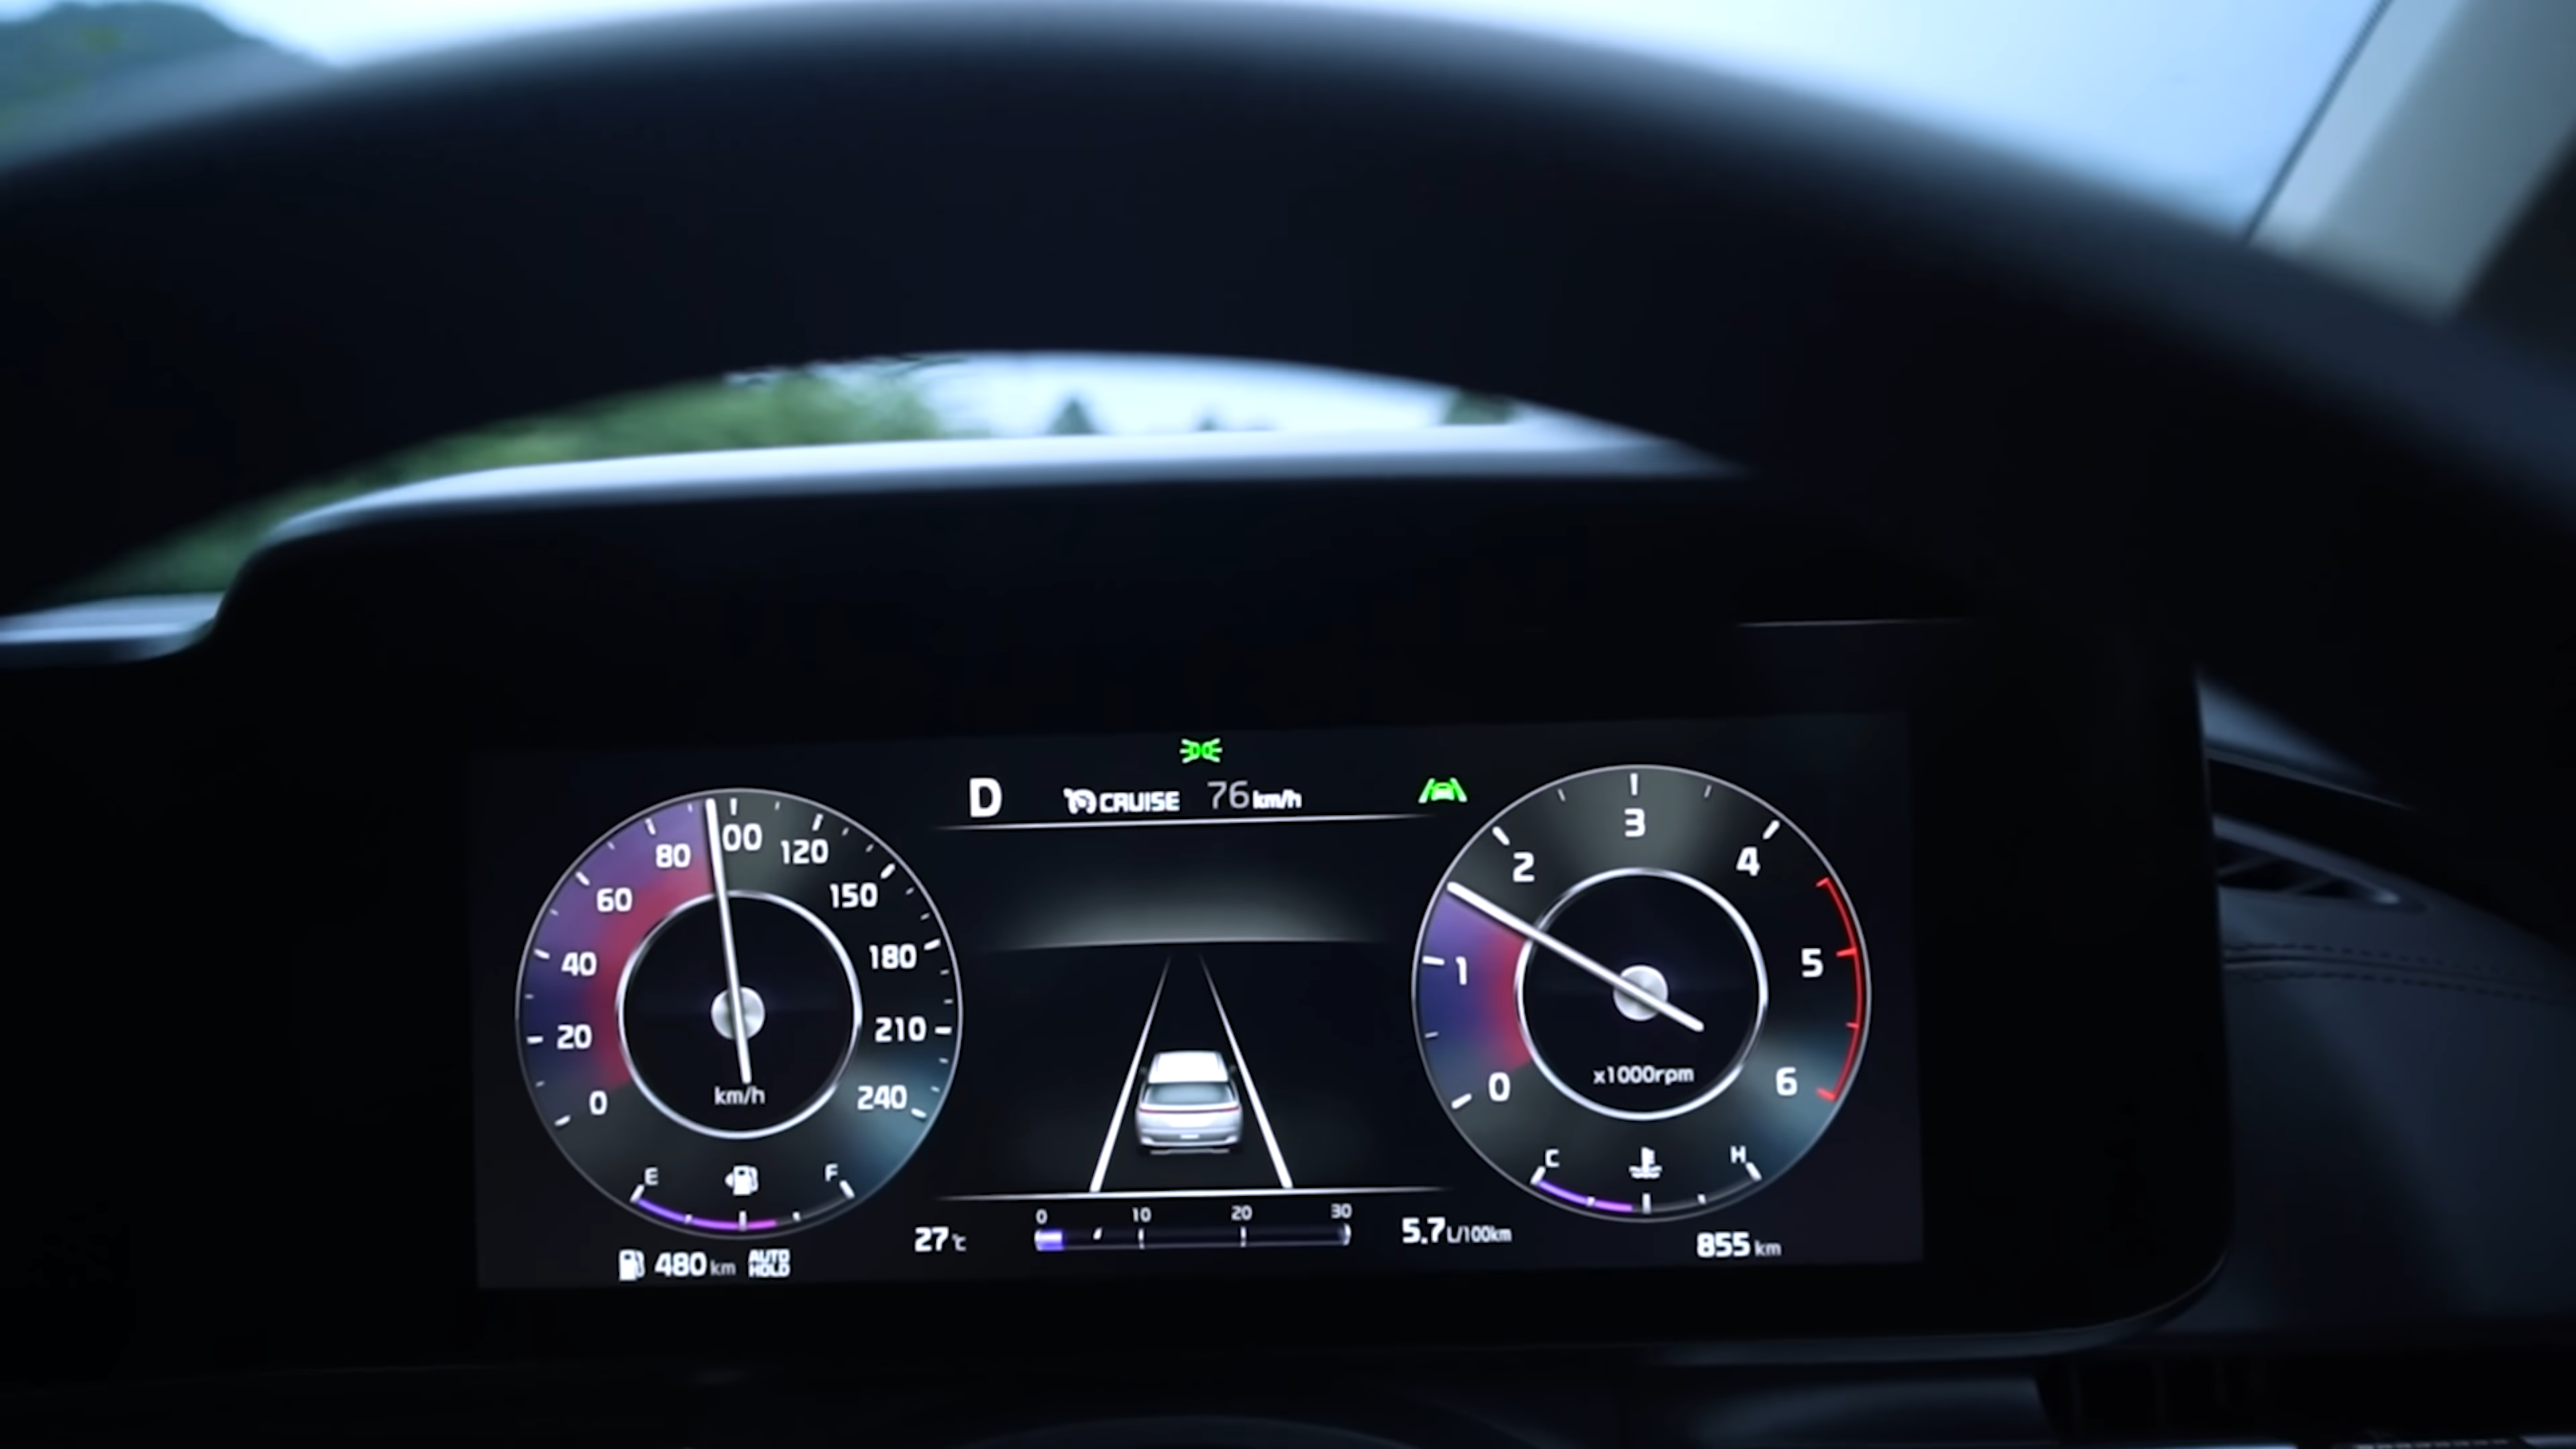 D CRUISE 76 km/h
0 20 40 60 80 00 120 150 180 210 240
km/h
E F
480 km AUTO HOLD
27 ℃
0 10 20 30
5.7 L/100km
0 1 2 3 4 5 6
x1000rpm
C H
855 km